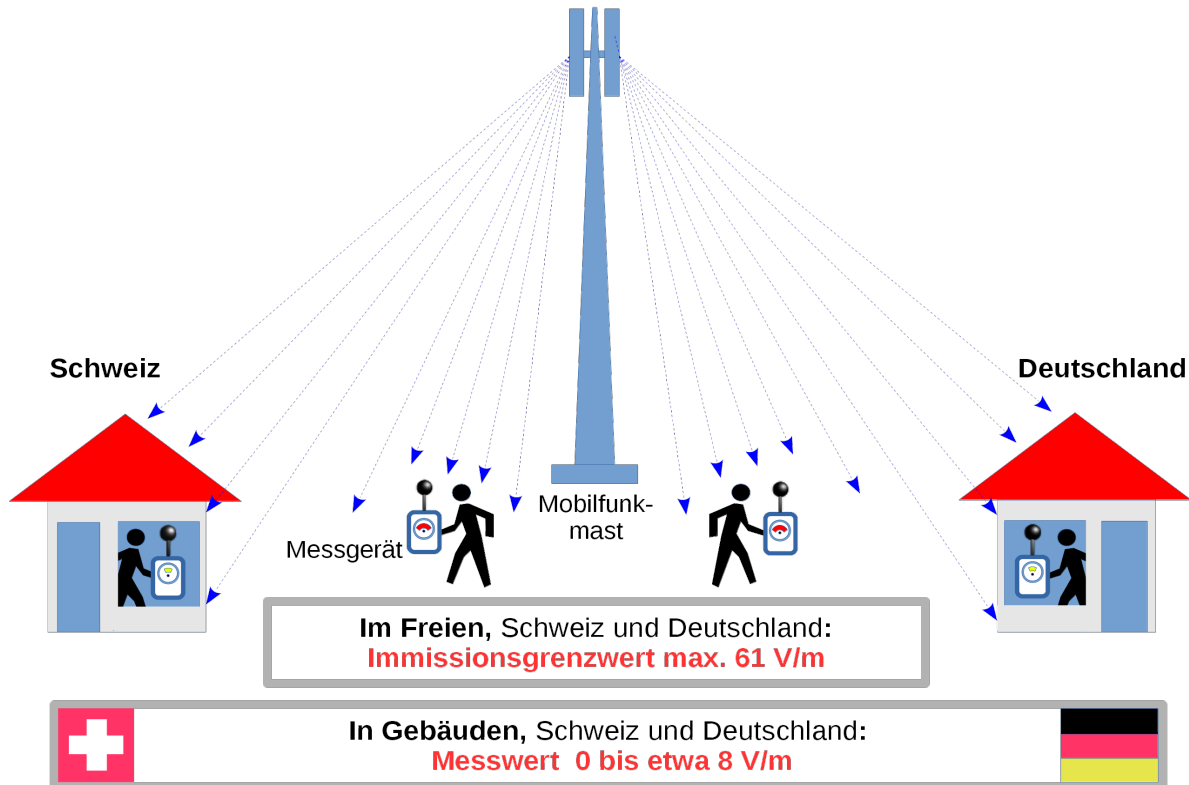 Schweiz
Deutschland
Mobilfunk-
mast
Messgerät
Im Freien, Schweiz und Deutschland:
Immissionsgrenzwert max. 61 V/m
In Gebäuden, Schweiz und Deutschland:
Messwert 0 bis etwa 8 V/m